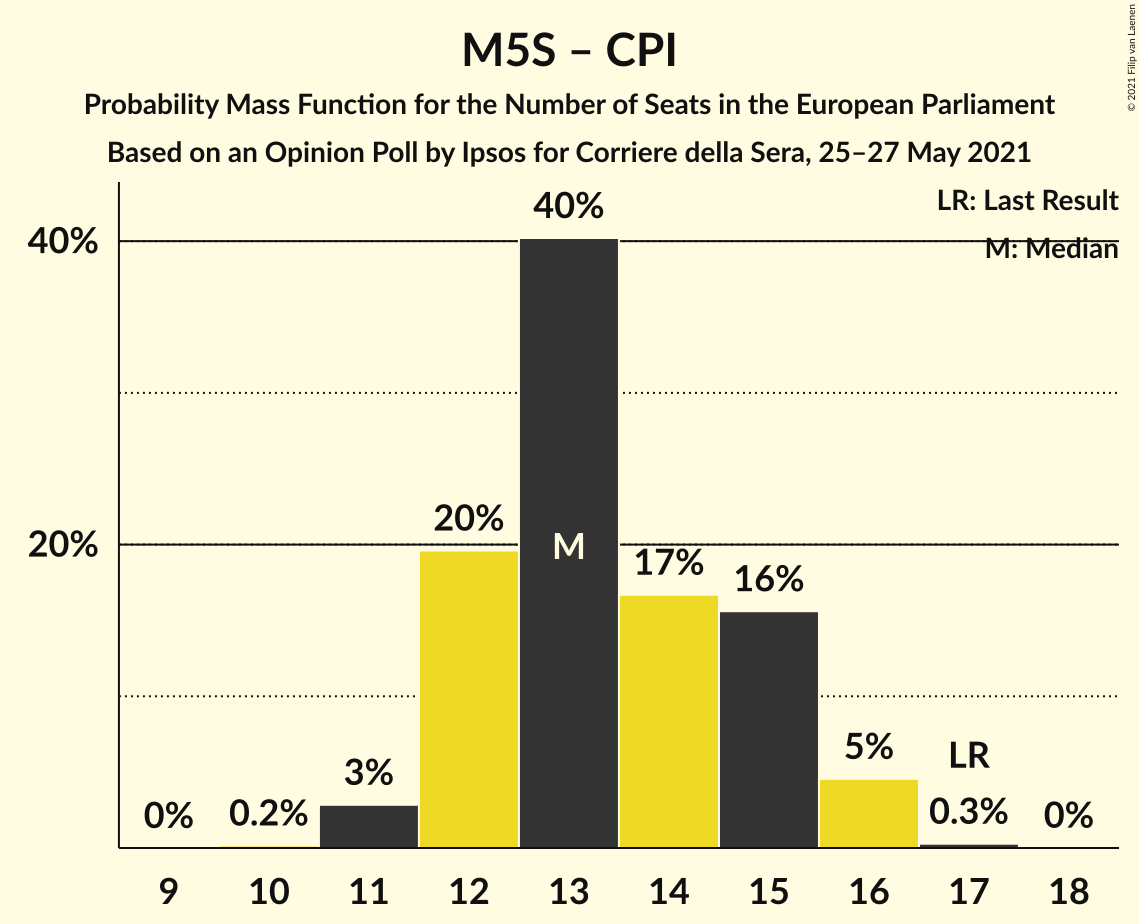 M5S – CPI
Probability Mass Function for the Number of Seats in the European Parliament
Based on an Opinion Poll by Ipsos for Corriere della Sera, 25–27 May 2021
© 2021 Filip van Laenen
LR: Last Result
M: Median
40%
20%
0%
0.2%
3%
20%
40%
M
17%
16%
5%
LR
0.3%
0%
9 10 11 12 13 14 15 16 17 18